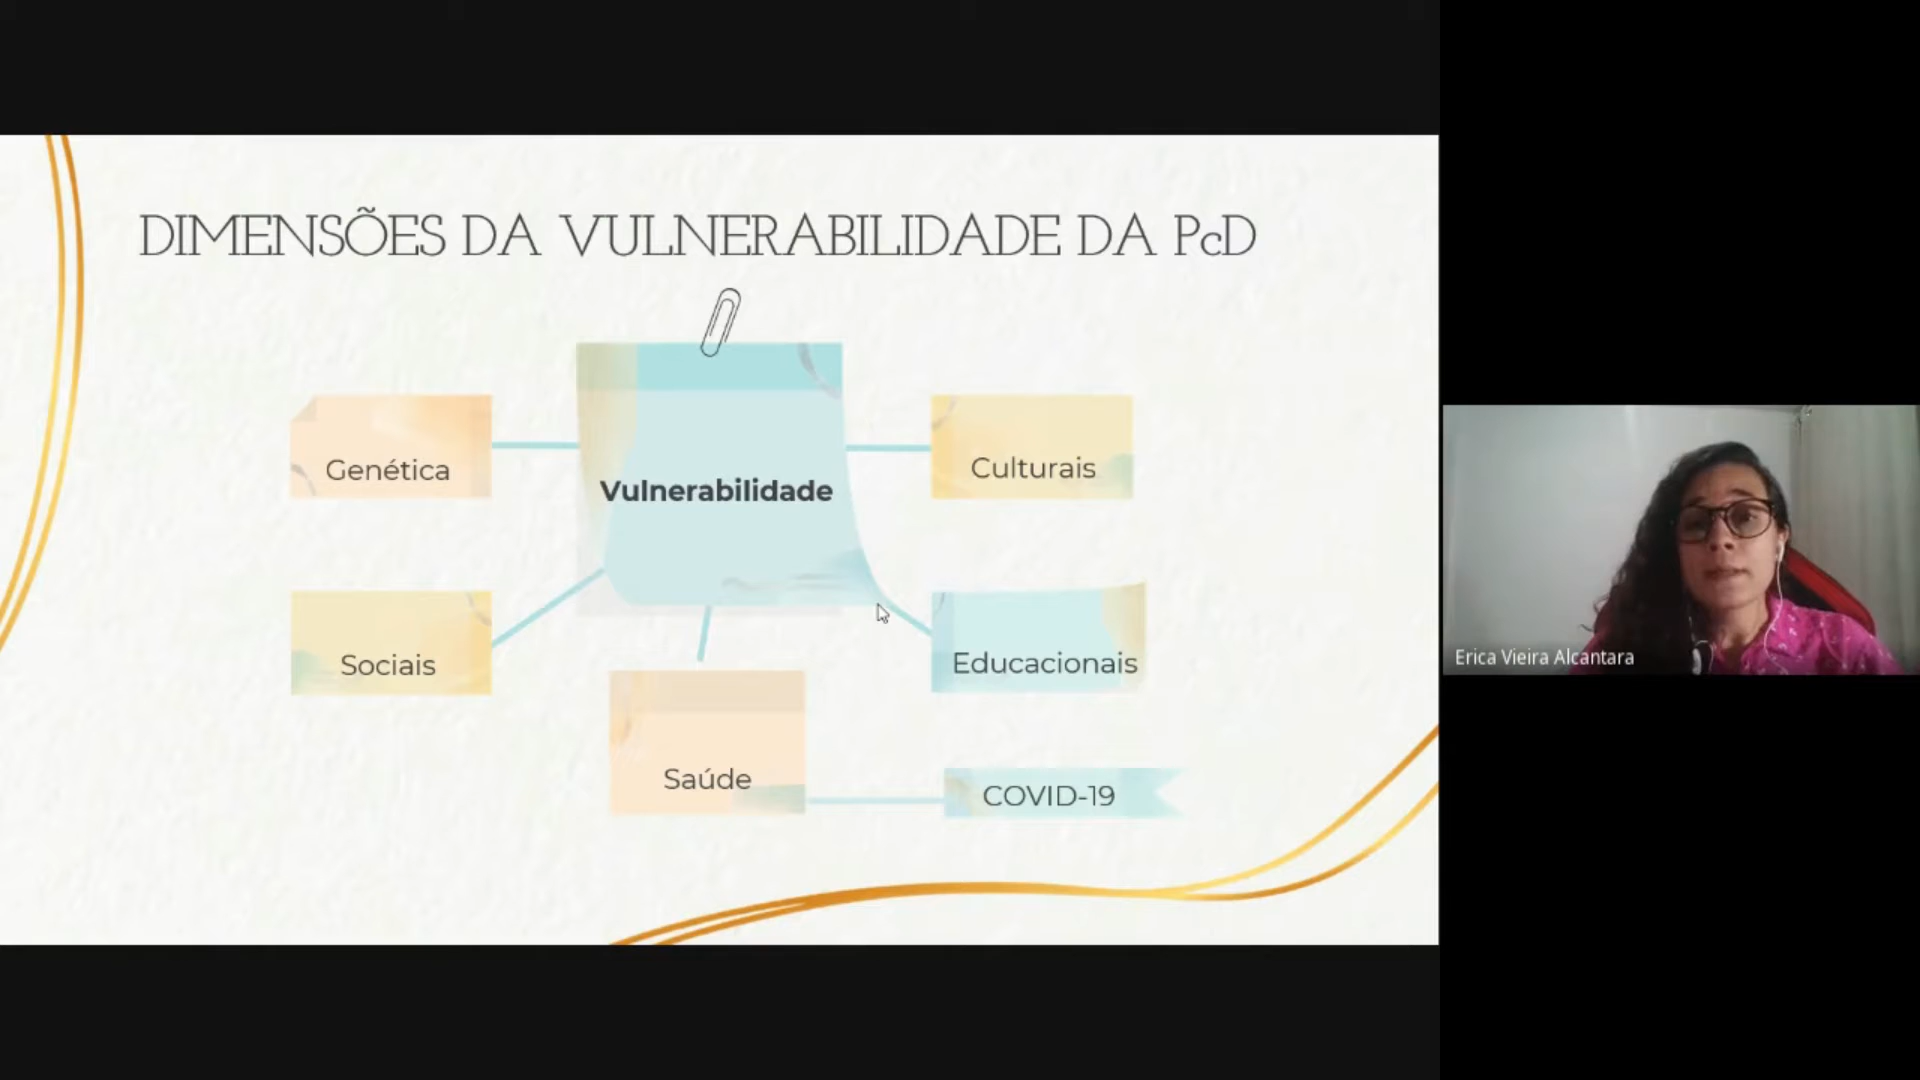 DIMENSÕES DA VULNERABILIDADE DA PcD
Genética
Vulnerabilidade
Culturais
Sociais
Educacionais
Saúde
COVID-19
Erica Vieira Alcantara